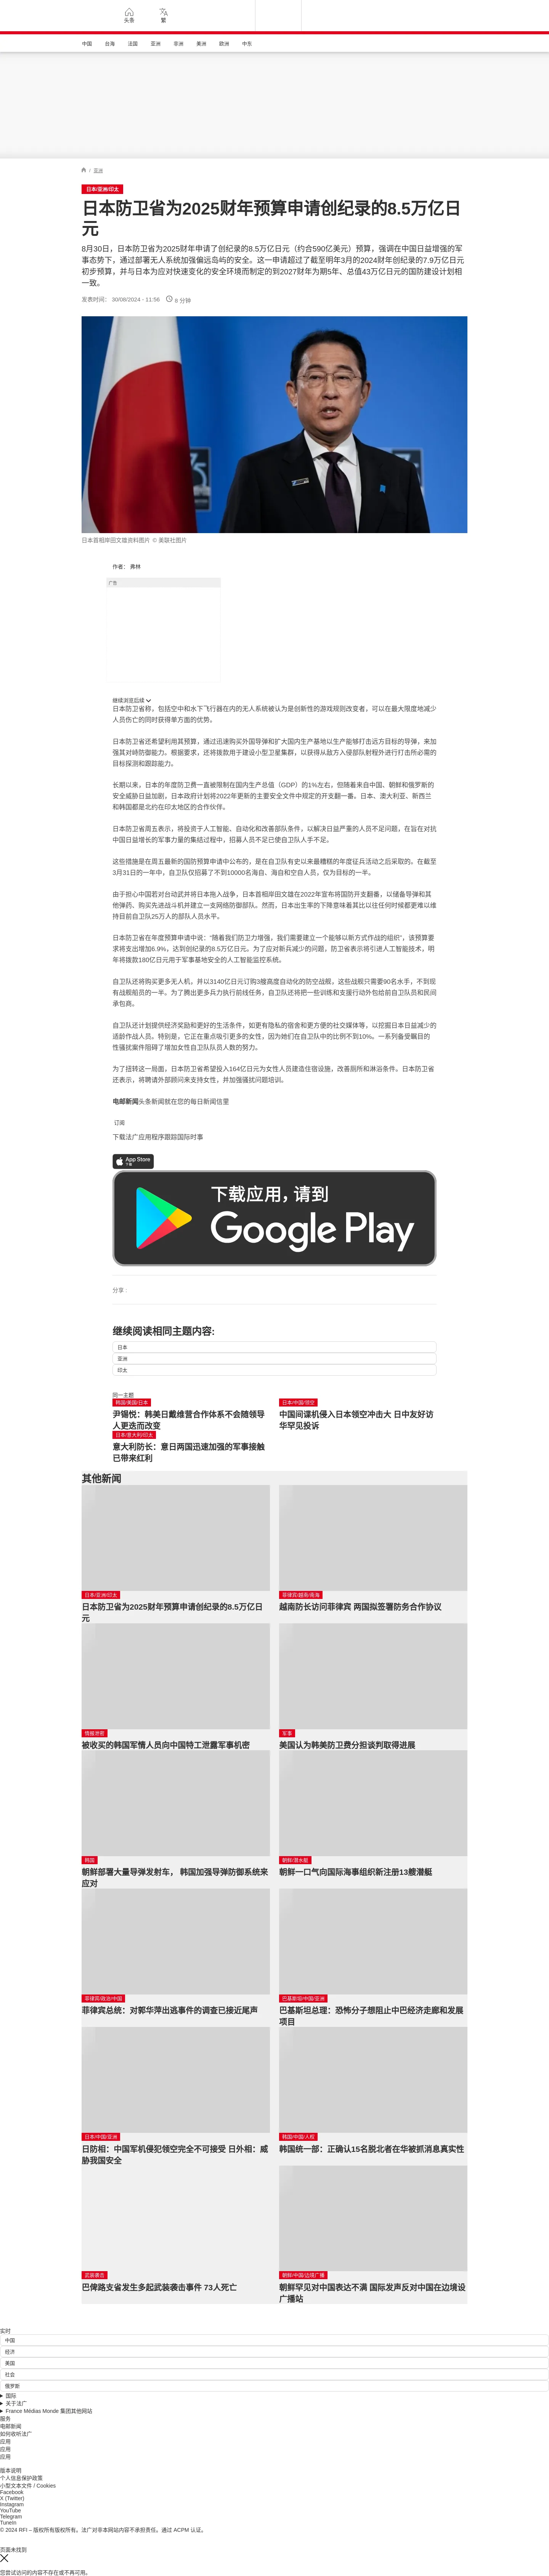 头条
繁
中国
台海
法国
亚洲
非洲
美洲
欧洲
中东
/ 亚洲
日本/亚洲/印太
日本防卫省为2025财年预算申请创纪录的8.5万亿日
元
8月30日，日本防卫省为2025财年申请了创纪录的8.5万亿日元（约合590亿美元）预算，强调在中国日益增强的军
事态势下，通过部署无人系统加强偏远岛屿的安全。这一申请超过了截至明年3月的2024财年创纪录的7.9万亿日元
初步预算，并与日本为应对快速变化的安全环境而制定的到2027财年为期5年、总值43万亿日元的国防建设计划相
一致。
发表时间： 30/08/2024 - 11:56
8 分钟
日本首相岸田文雄资料图片 © 美联社图片
作者： 弗林
广告
继续浏览后续
日本防卫省称，包括空中和水下飞行器在内的无人系统被认为是创新性的游戏规则改变者，可以在最大限度地减少
人员伤亡的同时获得单方面的优势。
日本防卫省还希望利用其预算，通过迅速购买外国导弹和扩大国内生产基地以生产能够打击远方目标的导弹，来加
强其对峙防御能力。根据要求，还将拨款用于建设小型卫星集群，以获得从敌方入侵部队射程外进行打击所必需的
目标探测和跟踪能力。
长期以来，日本的年度防卫费一直被限制在国内生产总值（GDP）的1%左右，但随着来自中国、朝鲜和俄罗斯的
安全威胁日益加剧，日本政府计划将2022年更新的主要安全文件中规定的开支翻一番。日本、澳大利亚、新西兰
和韩国都是北约在印太地区的合作伙伴。
日本防卫省周五表示，将投资于人工智能、自动化和改善部队条件，以解决日益严重的人员不足问题，在旨在对抗
中国日益增长的军事力量的集结过程中，招募人员不足已使自卫队人手不足。
这些措施是在周五最新的国防预算申请中公布的，是在自卫队有史以来最糟糕的年度征兵活动之后采取的。在截至
3月31日的一年中，自卫队仅招募了不到10000名海自、海自和空自人员，仅为目标的一半。
由于担心中国若对台动武并将日本拖入战争，日本首相岸田文雄在2022年宣布将国防开支翻番，以储备导弹和其
他弹药、购买先进战斗机并建立一支网络防御部队。然而，日本出生率的下降意味着其比以往任何时候都更难以维
持目前自卫队25万人的部队人员水平。
日本防卫省在年度预算申请中说：“随着我们防卫力增强，我们需要建立一个能够以新方式作战的组织”，该预算要
求将支出增加6.9%，达到创纪录的8.5万亿日元。为了应对新兵减少的问题，防卫省表示将引进人工智能技术，明
年将拨款180亿日元用于军事基地安全的人工智能监控系统。
自卫队还将购买更多无人机，并以3140亿日元订购3艘高度自动化的防空战舰，这些战舰只需要90名水手，不到现
有战舰船员的一半。为了腾出更多兵力执行前线任务，自卫队还将把一些训练和支援行动外包给前自卫队员和民间
承包商。
自卫队还计划提供经济奖励和更好的生活条件，如更有隐私的宿舍和更方便的社交媒体等，以挖掘日本日益减少的
适龄作战人员。特别是，它正在重点吸引更多的女性，因为她们在自卫队中的比例不到10%。一系列备受瞩目的
性骚扰案件阻碍了增加女性自卫队队员人数的努力。
为了扭转这一局面，日本防卫省希望投入164亿日元为女性人员建造住宿设施，改善厕所和淋浴条件。日本防卫省
还表示，将聘请外部顾问来支持女性，并加强骚扰问题培训。
电邮新闻头条新闻就在您的每日新闻信里
订阅
下载法广应用程序跟踪国际时事
App Store
下载
下载应用，请到
Google Play
分享 :
继续阅读相同主题内容:
日本
亚洲
印太
同一主题
韩国/美国/日本
尹锡悦：韩美日戴维营合作体系不会随领导
人更迭而改变
日本/中国/领空
中国间谍机侵入日本领空冲击大 日中友好访
华罕见投诉
日本/意大利/印太
意大利防长：意日两国迅速加强的军事接触
已带来红利
其他新闻
日本/亚洲/印太
日本防卫省为2025财年预算申请创纪录的8.5万亿日
元
菲律宾/越南/南海
越南防长访问菲律宾 两国拟签署防务合作协议
情报泄密
被收买的韩国军情人员向中国特工泄露军事机密
军事
美国认为韩美防卫费分担谈判取得进展
韩国
朝鲜部署大量导弹发射车， 韩国加强导弹防御系统来
应对
朝鲜/潜水艇
朝鲜一口气向国际海事组织新注册13艘潜艇
菲律宾/政治/中国
菲律宾总统：对郭华萍出逃事件的调查已接近尾声
巴基斯坦/中国/亚洲
巴基斯坦总理：恐怖分子想阻止中巴经济走廊和发展
项目
日本/中国/亚洲
日防相：中国军机侵犯领空完全不可接受 日外相：威
胁我国安全
韩国/中国/人权
韩国统一部：正确认15名脱北者在华被抓消息真实性
武装袭击
巴俾路支省发生多起武装袭击事件 73人死亡
朝鲜/中国/边境广播
朝鲜罕见对中国表达不满 国际发声反对中国在边境设
广播站
实时
中国
经济
美国
社会
俄罗斯
国际
关于法广
France Médias Monde 集团其他网站
服务
电邮新闻
如何收听法广
应用
应用
应用
版本说明
个人信息保护政策
小型文本文件 / Cookies
Facebook
X (Twitter)
Instagram
YouTube
Telegram
TuneIn
© 2024 RFI – 版权所有版权所有。法广对非本网站内容不承担责任。通过 ACPM 认证。
页面未找到
您尝试访问的内容不存在或不再可用。